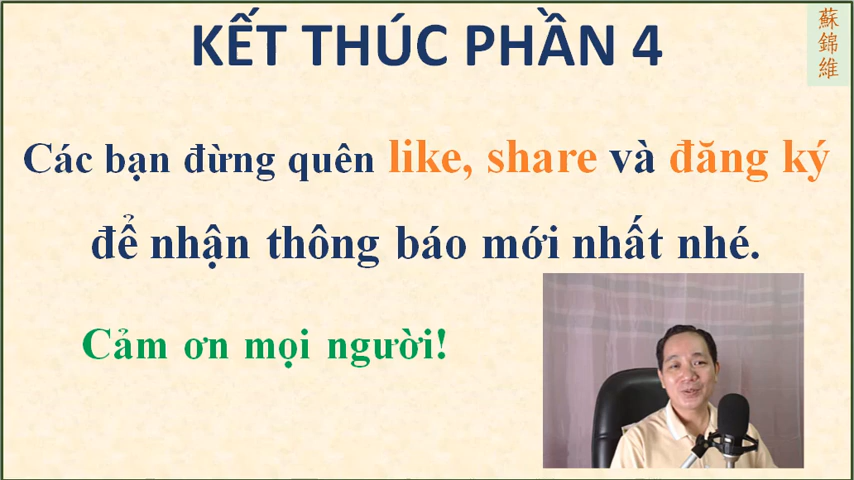 KẾT THÚC PHẦN 4
蘇錦維
Các bạn đừng quên like, share và đăng ký
để nhận thông báo mới nhất nhé.
Cảm ơn mọi người!